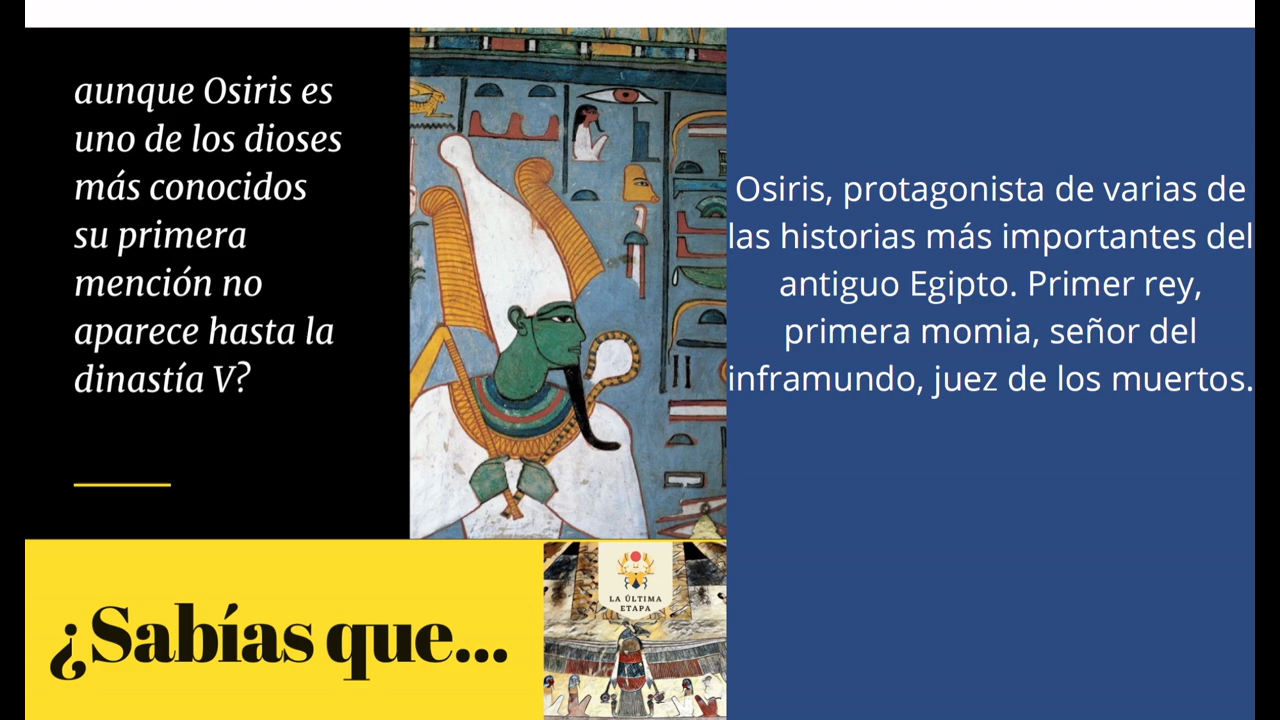 aunque Osiris es
uno de los dioses
más conocidos
su primera
mención no
aparece hasta la
dinastía V?
Osiris, protagonista de varias de
las historias más importantes del
antiguo Egipto. Primer rey,
primera momia, señor del
inframundo, juez de los muertos.
¿Sabías que...
LA ÚLTIMA
ETAPA